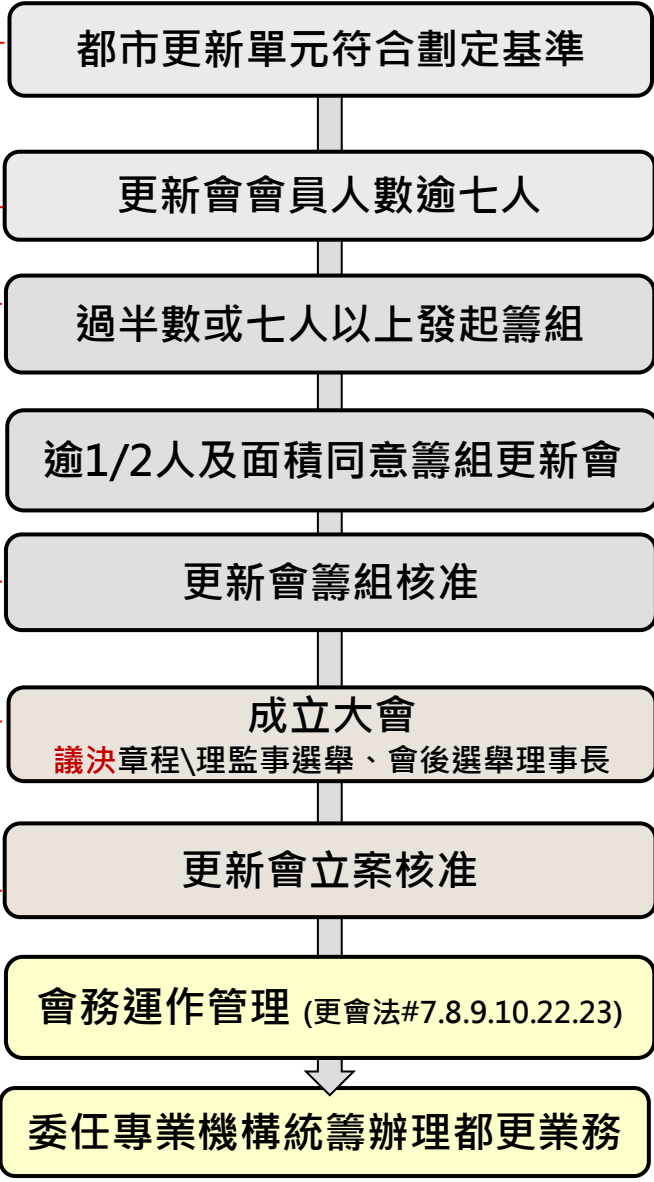 都市更新單元符合劃定基準
更新會會員人數逾七人
過半數或七人以上發起籌組
逾1/2人及面積同意籌組更新會
更新會籌組核准
成立大會
議決章程\理監事選舉、會後選舉理事長
更新會立案核准
會務運作管理 (更會法#7.8.9.10.22.23)
委任專業機構統籌辦理都更業務